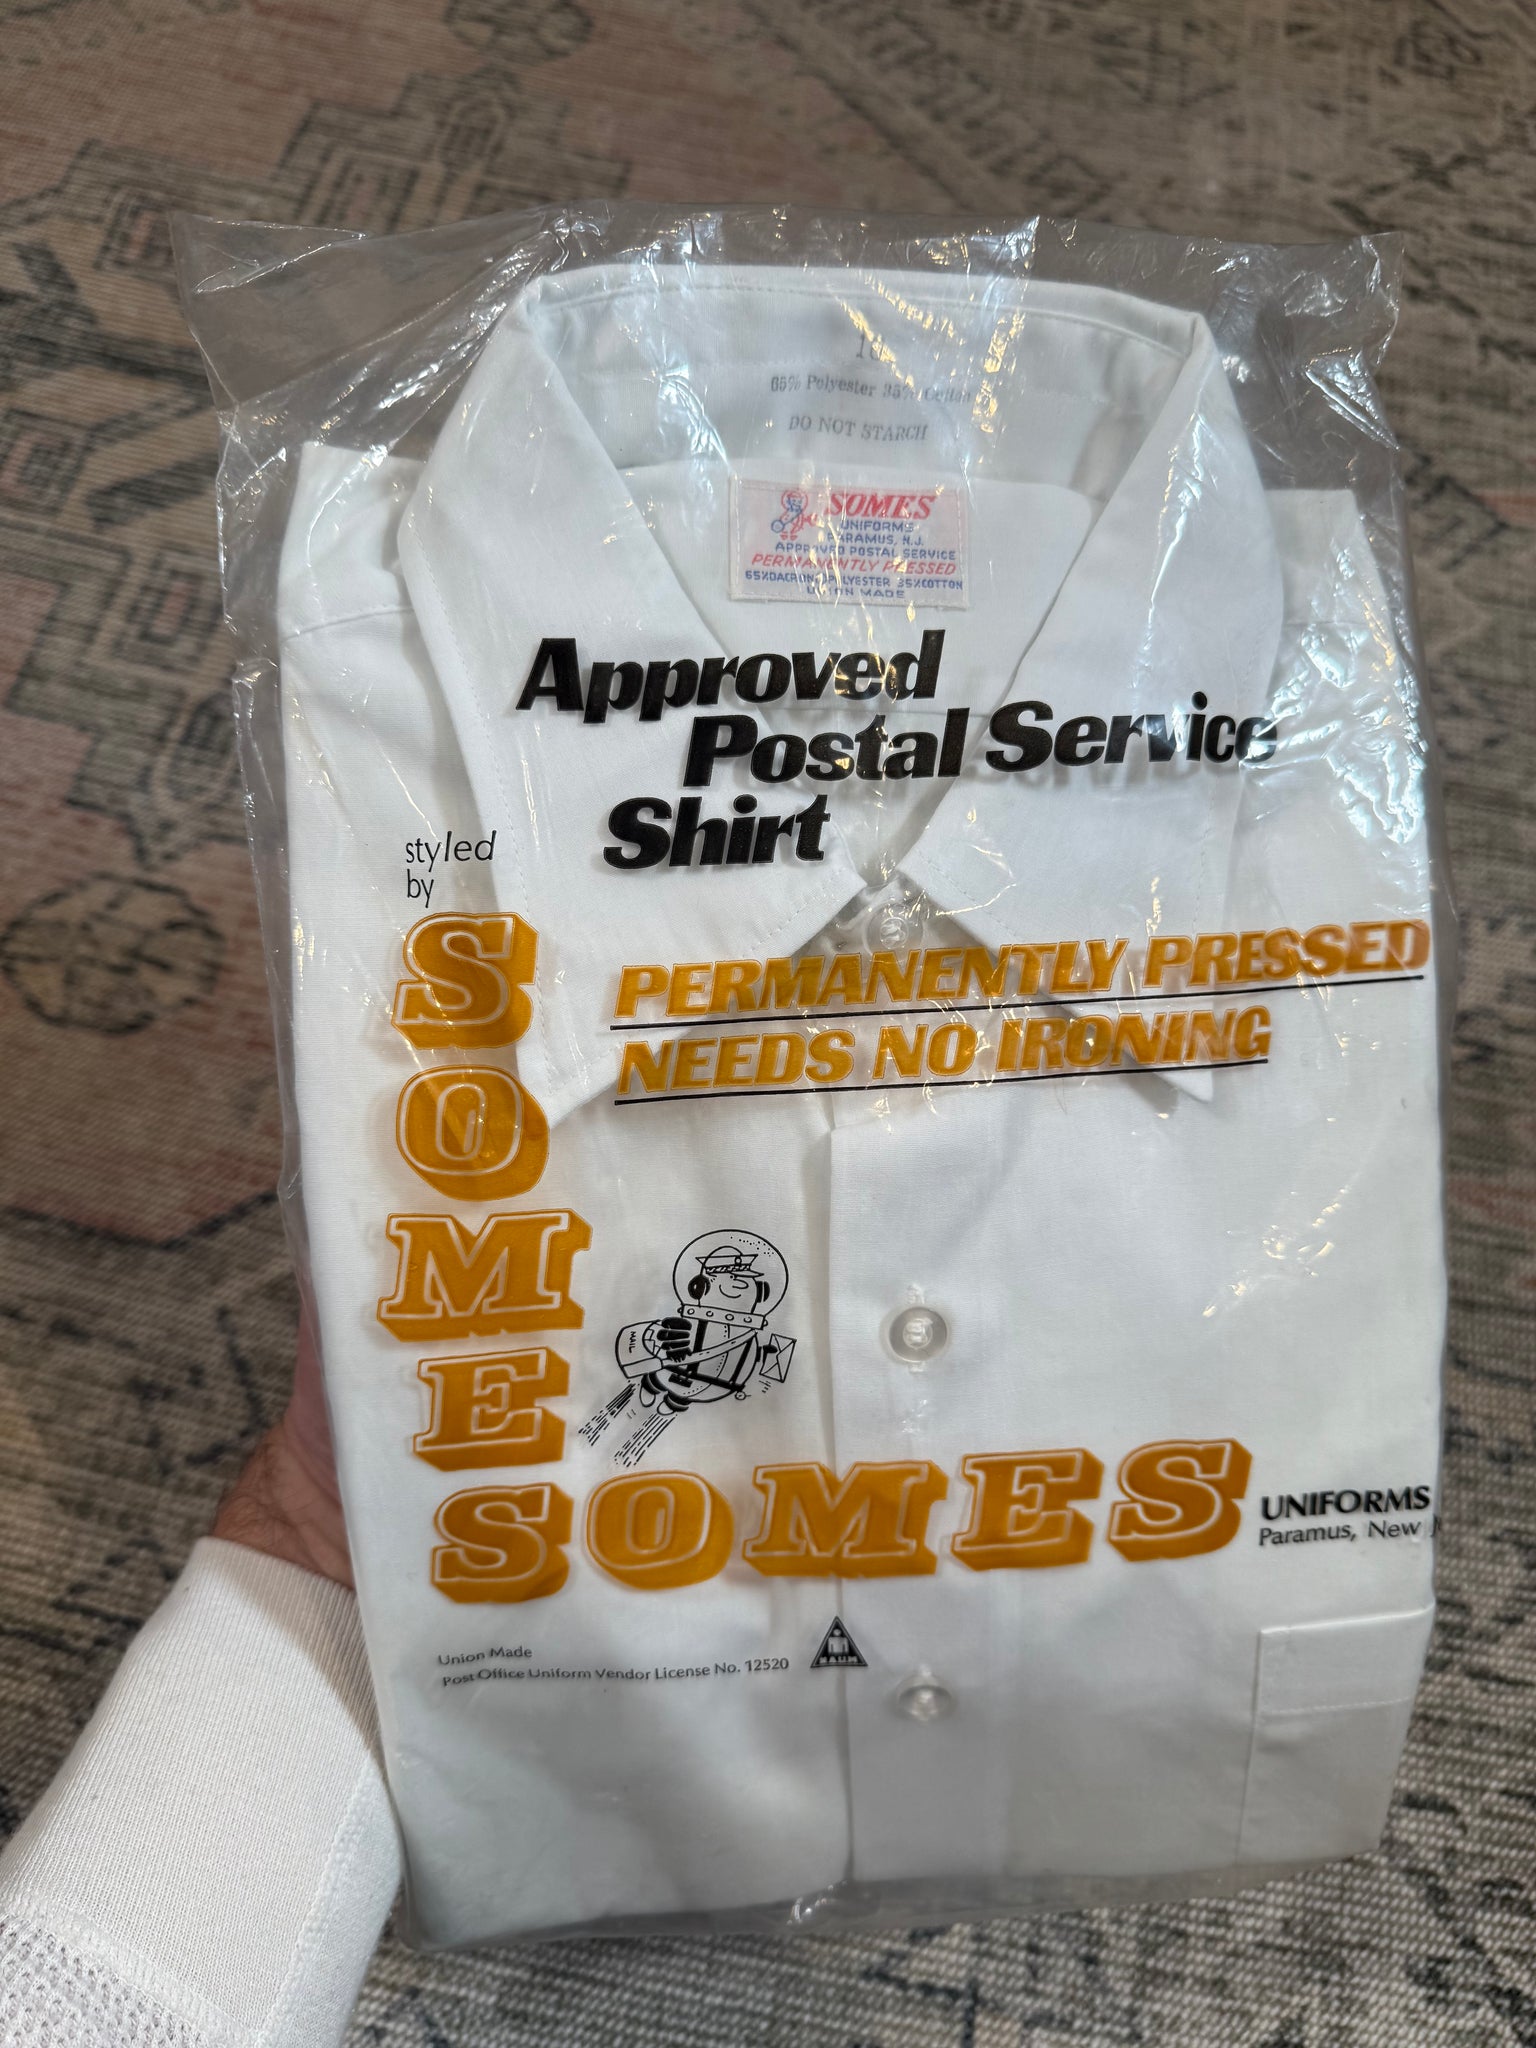 65% Polyester 35% Cotton
DO NOT STARCH
SOMES
UNIFORMS
PARAMUS, N.J.
APPROVED POSTAL SERVICE
PERMANENTLY PRESSED
65%DACRON POLYESTER 35%COTTON
UNION MADE
Approved
Postal Service
Shirt
styled
by
SOMES
PERMANENTLY PRESSED
NEEDS NO IRONING
MAIL
SOMES
UNIFORMS
Paramus, New
Union Made
Post Office Uniform Vendor License No. 12520